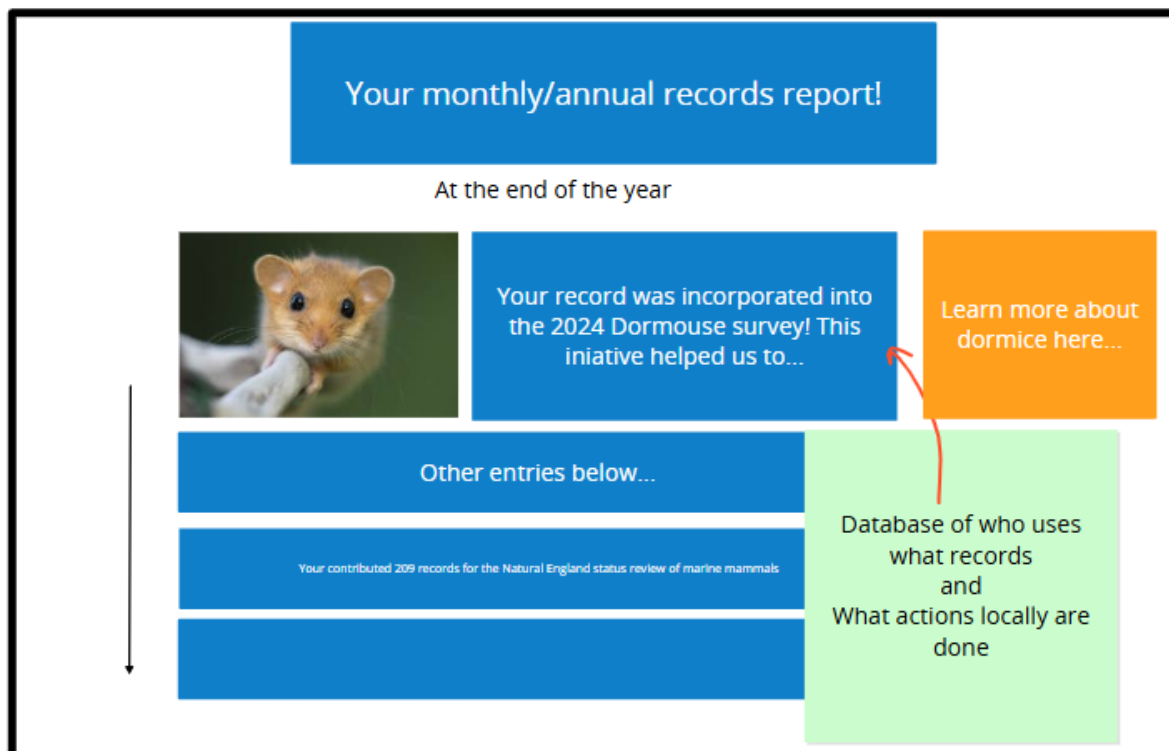 Your monthly/annual records report!
At the end of the year
Your record was incorporated into
the 2024 Dormouse survey! This
iniative helped us to...
Learn more about
dormice here...
Other entries below...
Your contributed 209 records for the Natural England status review of marine mammals
Database of who uses
what records
and
What actions locally are
done